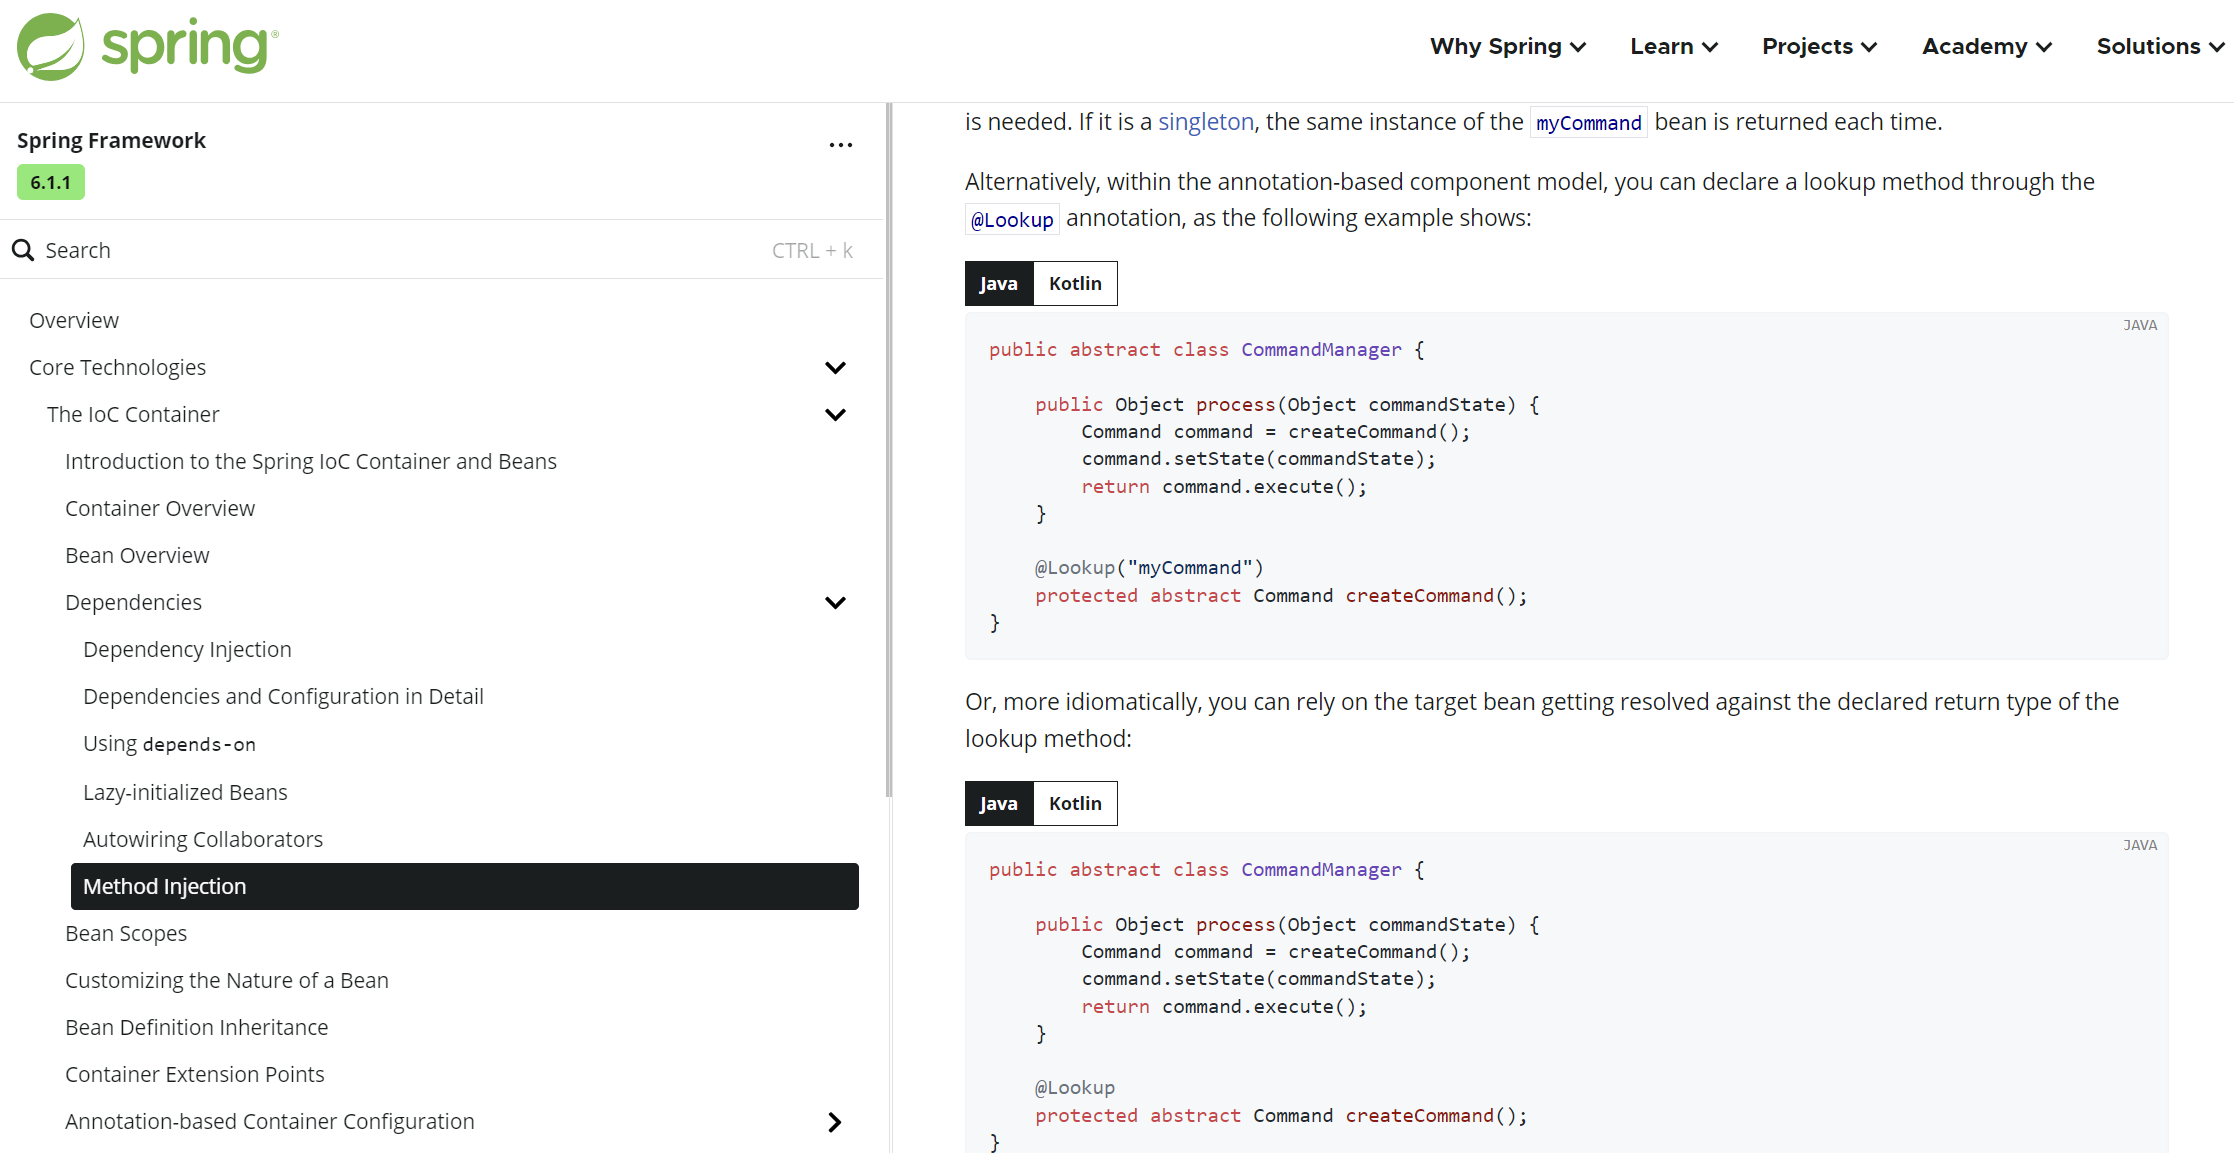 spring®
Why Spring
Learn
Projects
Academy
Solutions
Spring Framework
...
6.1.1
Search
CTRL + k
Overview
Core Technologies
The IoC Container
Introduction to the Spring IoC Container and Beans
Container Overview
Bean Overview
Dependencies
Dependency Injection
Dependencies and Configuration in Detail
Using depends-on
Lazy-initialized Beans
Autowiring Collaborators
Method Injection
Bean Scopes
Customizing the Nature of a Bean
Bean Definition Inheritance
Container Extension Points
Annotation-based Container Configuration
is needed. If it is a singleton, the same instance of the myCommand bean is returned each time.
Alternatively, within the annotation-based component model, you can declare a lookup method through the
@Lookup annotation, as the following example shows:
Java Kotlin
JAVA
public abstract class CommandManager {
    public Object process(Object commandState) {
        Command command = createCommand();
        command.setState(commandState);
        return command.execute();
    }
    @Lookup("myCommand")
    protected abstract Command createCommand();
}
Or, more idiomatically, you can rely on the target bean getting resolved against the declared return type of the
lookup method:
Java Kotlin
JAVA
public abstract class CommandManager {
    public Object process(Object commandState) {
        Command command = createCommand();
        command.setState(commandState);
        return command.execute();
    }
    @Lookup
    protected abstract Command createCommand();
}